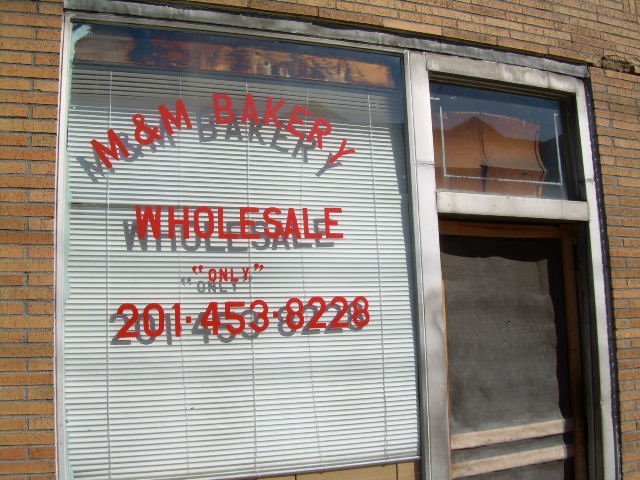 M&M BAKERY
WHOLESALE
"ONLY"
201·453·8228